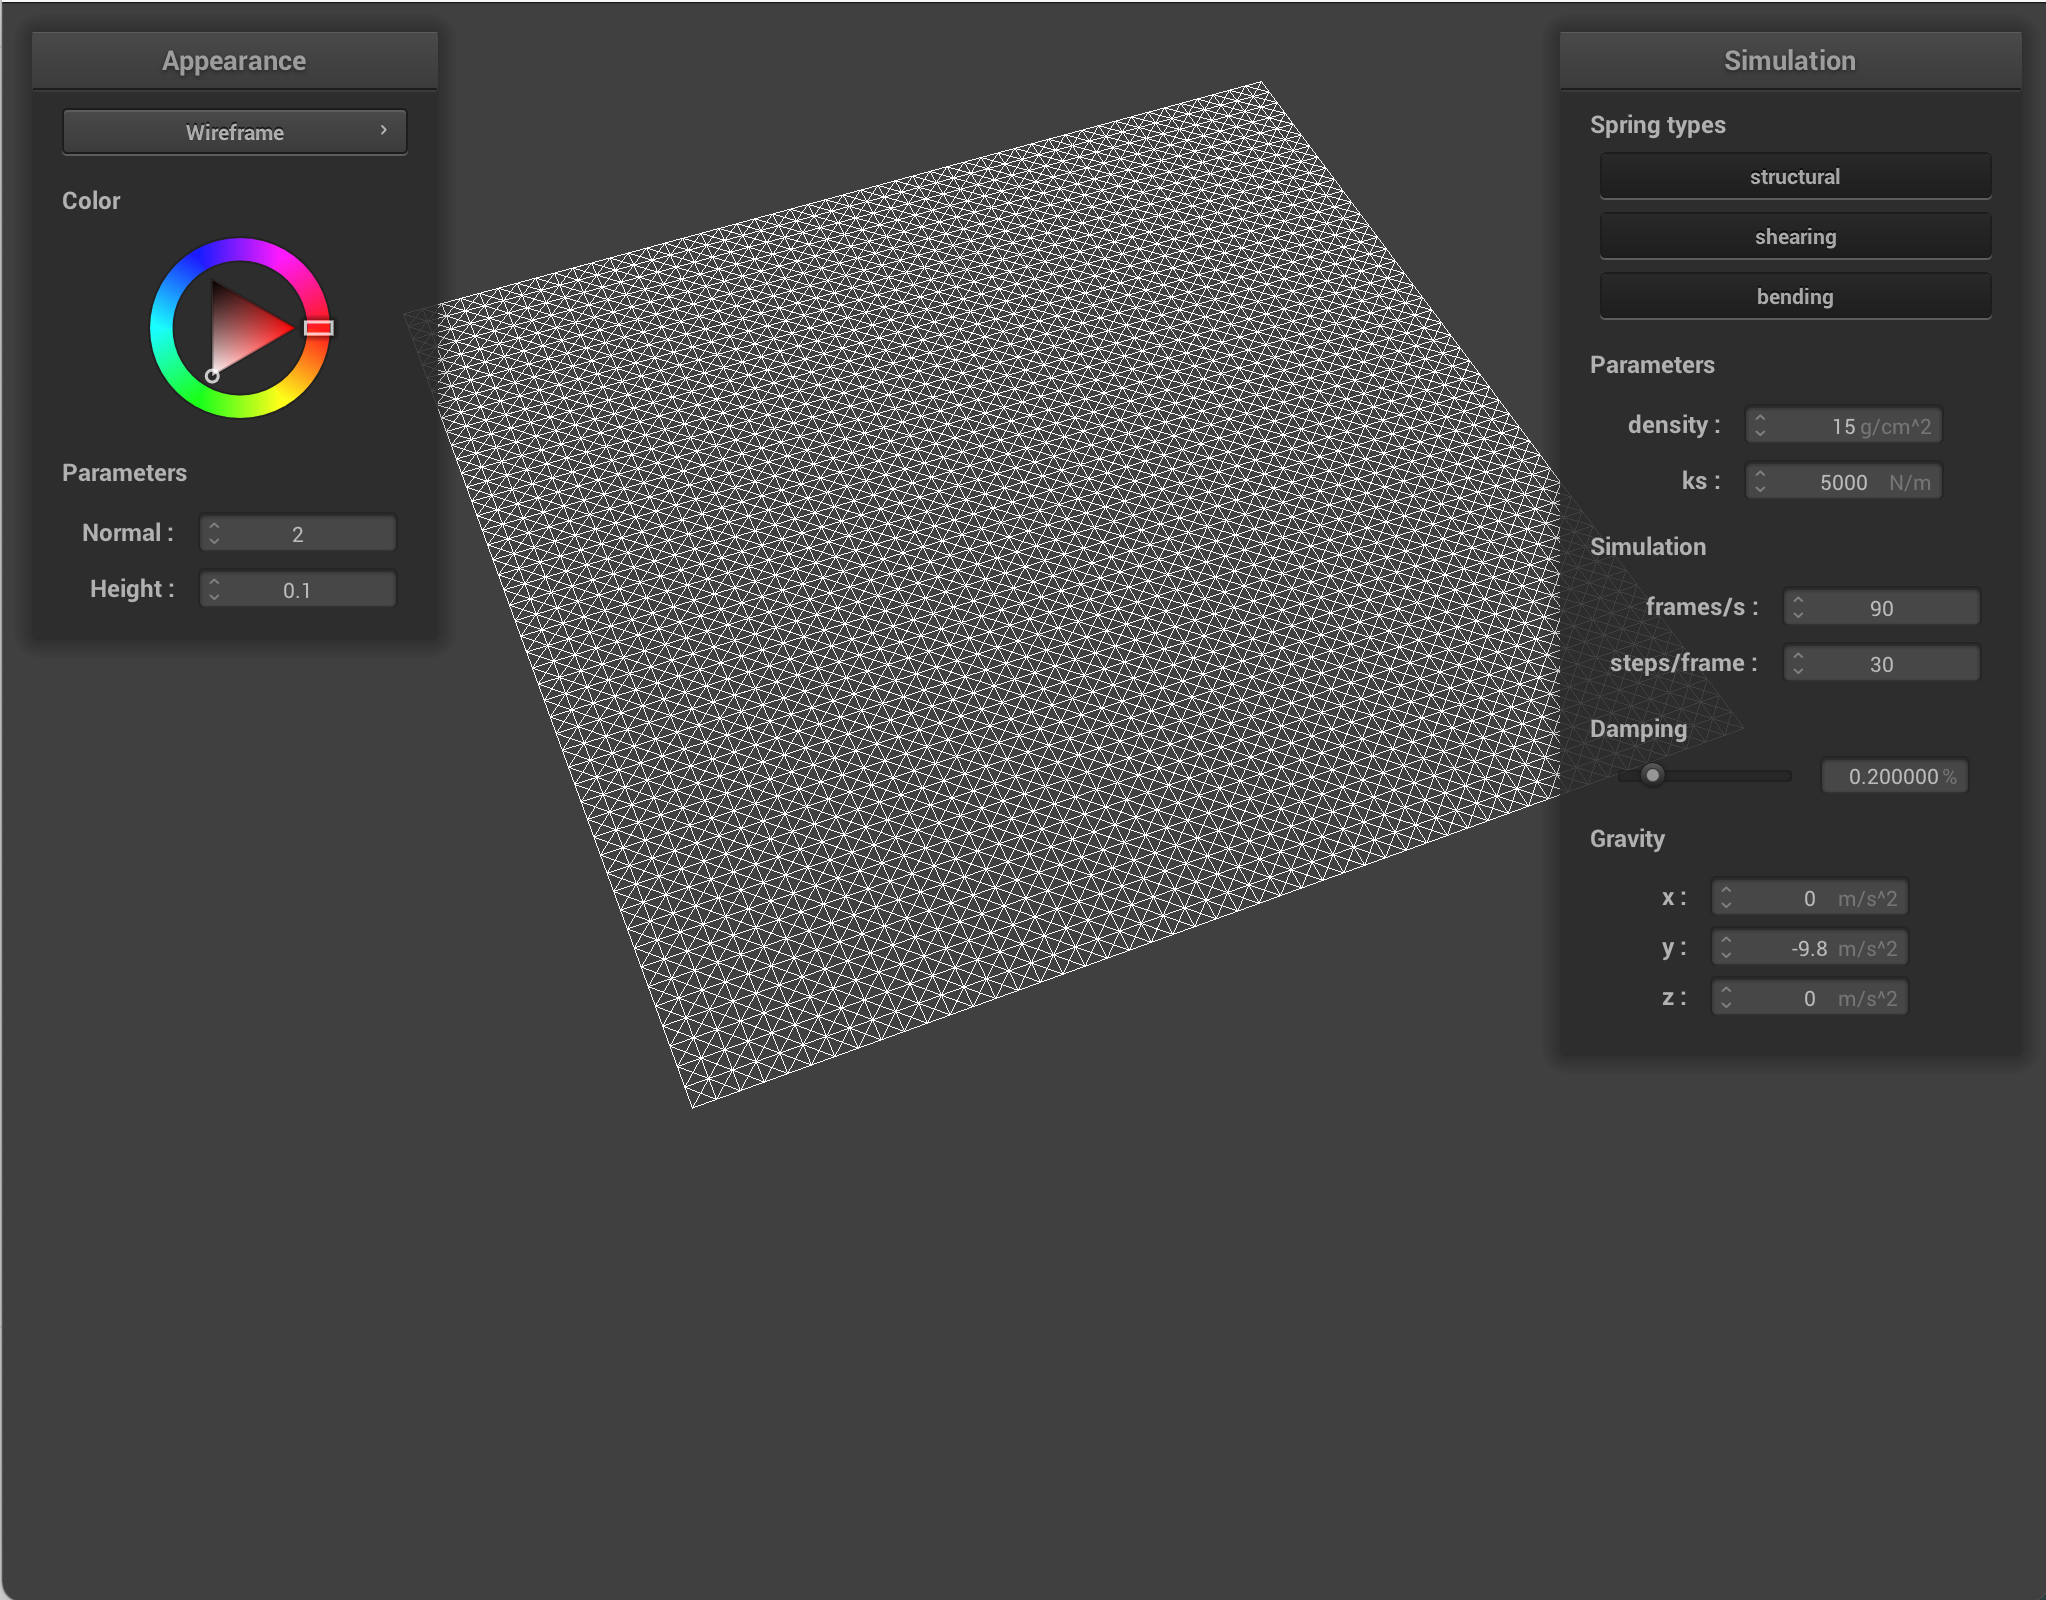 Appearance
Wireframe
Color
Parameters
Normal : 2
Height : 0.1
Simulation
Spring types
structural
shearing
bending
Parameters
density : 15 g/cm^2
ks : 5000 N/m
Simulation
frames/s : 90
steps/frame : 30
Damping
0.200000 %
Gravity
x : 0 m/s^2
y : -9.8 m/s^2
z : 0 m/s^2